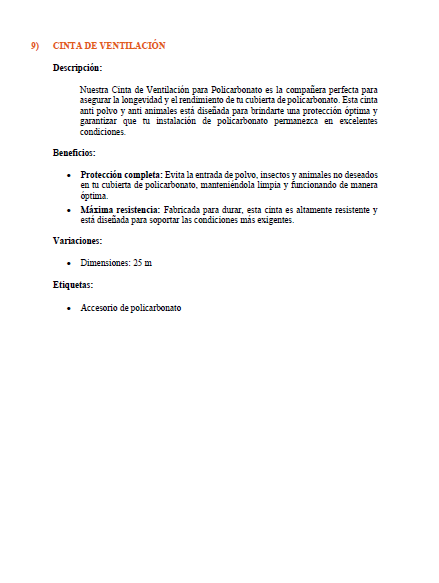 9) CINTA DE VENTILACIÓN
Descripción:
Nuestra Cinta de Ventilación para Policarbonato es la compañera perfecta para
asegurar la longevidad y el rendimiento de tu cubierta de policarbonato. Esta cinta
anti polvo y anti animales está diseñada para brindarte una protección óptima y
garantizar que tu instalación de policarbonato permanezca en excelentes
condiciones.
Beneficios:
• Protección completa: Evita la entrada de polvo, insectos y animales no deseados
en tu cubierta de policarbonato, manteniéndola limpia y funcionando de manera
óptima.
• Máxima resistencia: Fabricada para durar, esta cinta es altamente resistente y
está diseñada para soportar las condiciones más exigentes.
Variaciones:
• Dimensiones: 25 m
Etiquetas:
• Accesorio de policarbonato